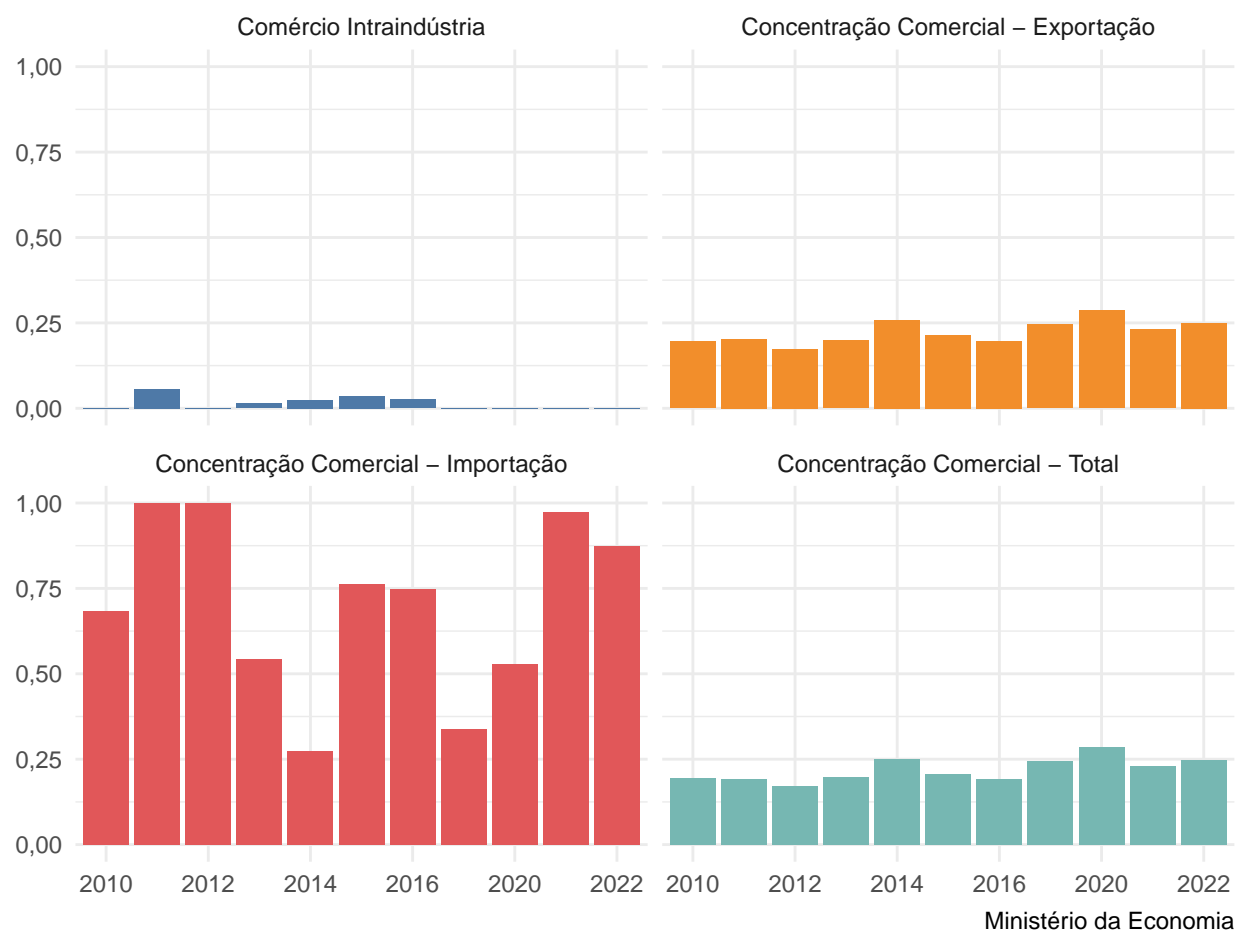 Comércio Intraindústria
Concentração Comercial – Exportação
1,00
0,75
0,50
0,25
0,00
Concentração Comercial – Importação
Concentração Comercial – Total
1,00
0,75
0,50
0,25
0,00
2010 2012 2014 2016 2020 2022
2010 2012 2014 2016 2020 2022
Ministério da Economia